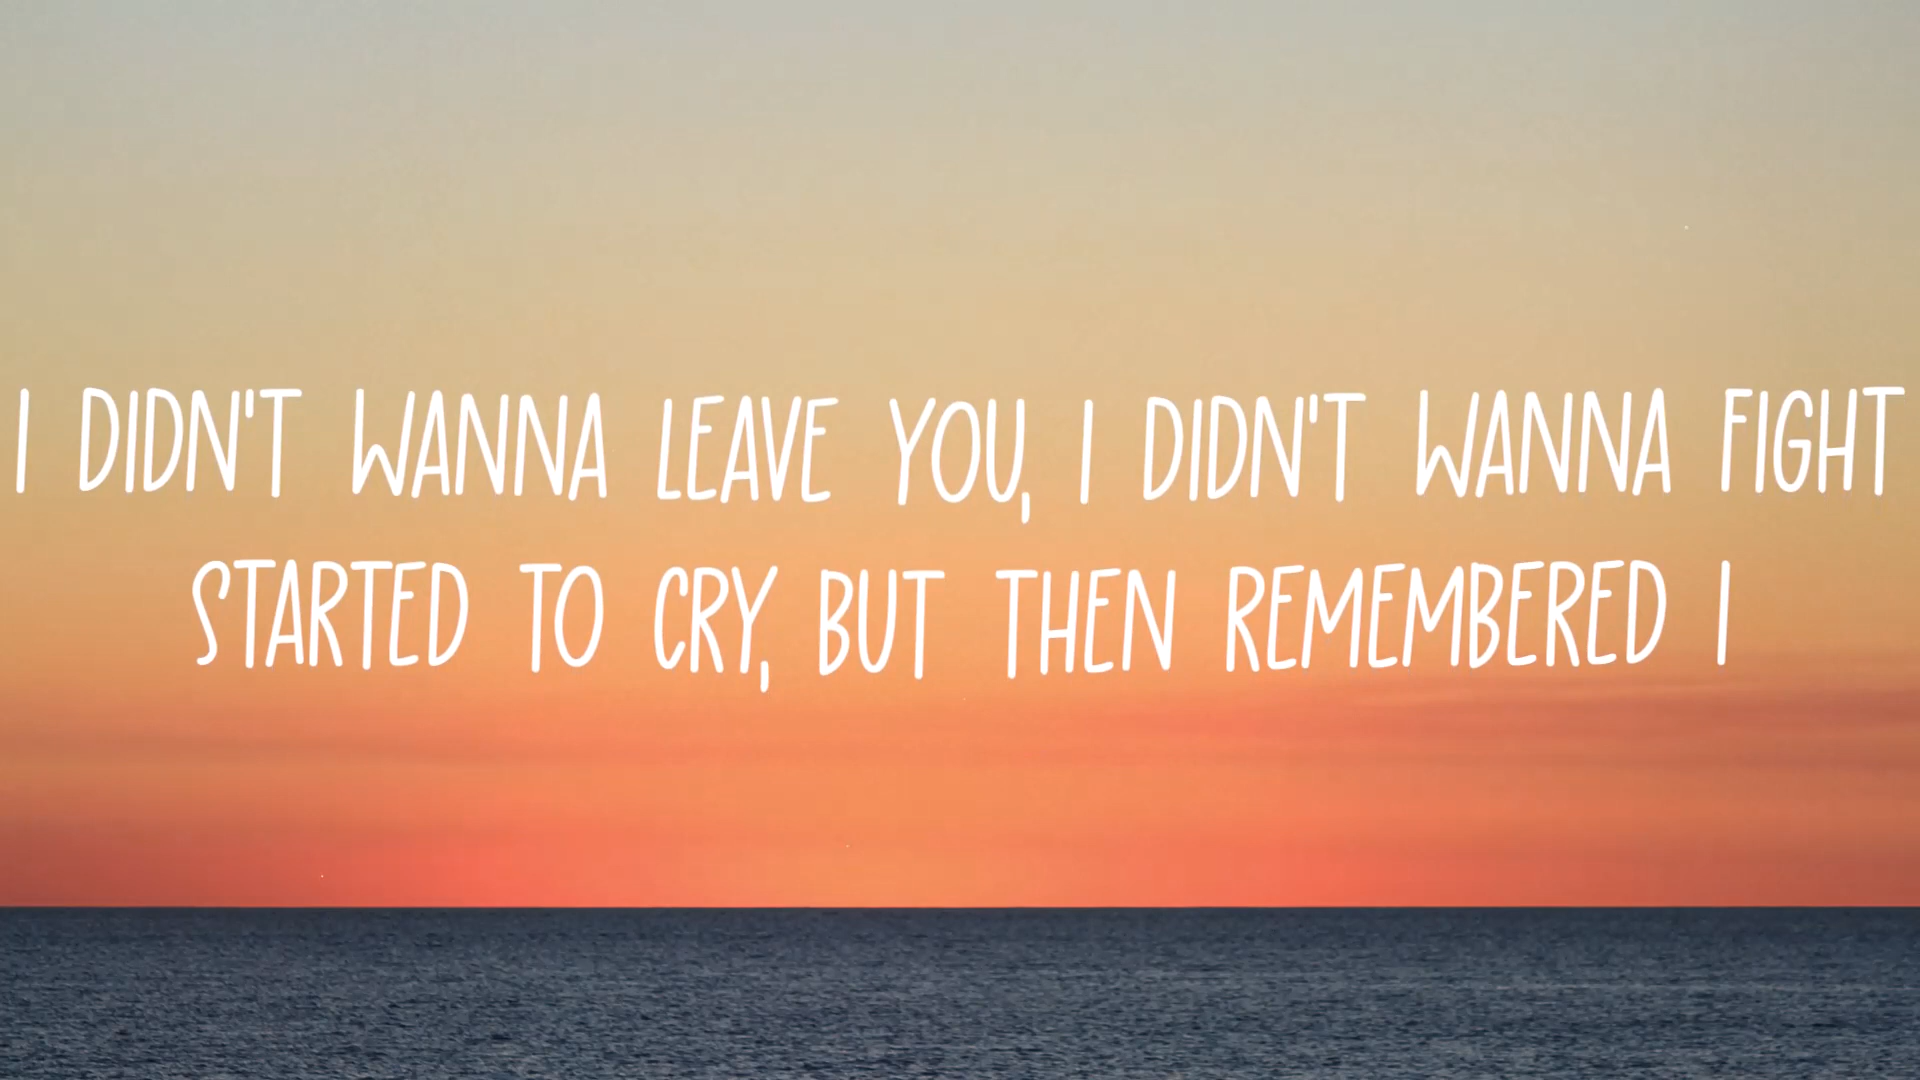 I DIDN'T WANNA LEAVE YOU, I DIDN'T WANNA FIGHT
STARTED TO CRY, BUT THEN REMEMBERED I